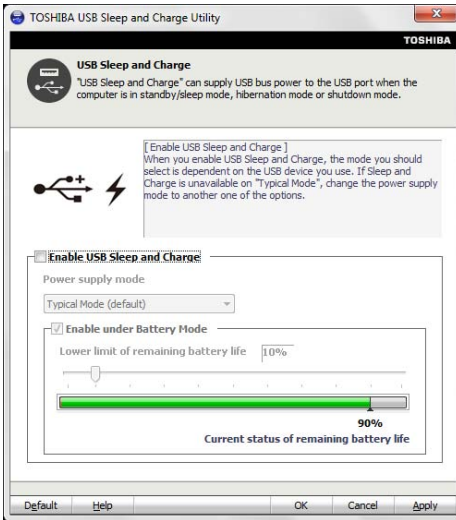 TOSHIBA USB Sleep and Charge Utility
TOSHIBA
USB Sleep and Charge
"USB Sleep and Charge" can supply USB bus power to the USB port when the
computer is in standby/sleep mode, hibernation mode or shutdown mode.
[ Enable USB Sleep and Charge ]
When you enable USB Sleep and Charge, the mode you should
select is dependent on the USB device you use. If Sleep and
Charge is unavailable on "Typical Mode", change the power supply
mode to another one of the options.
Enable USB Sleep and Charge
Power supply mode
Typical Mode (default)
Enable under Battery Mode
Lower limit of remaining battery life 10%
90%
Current status of remaining battery life
Default Help OK Cancel Apply